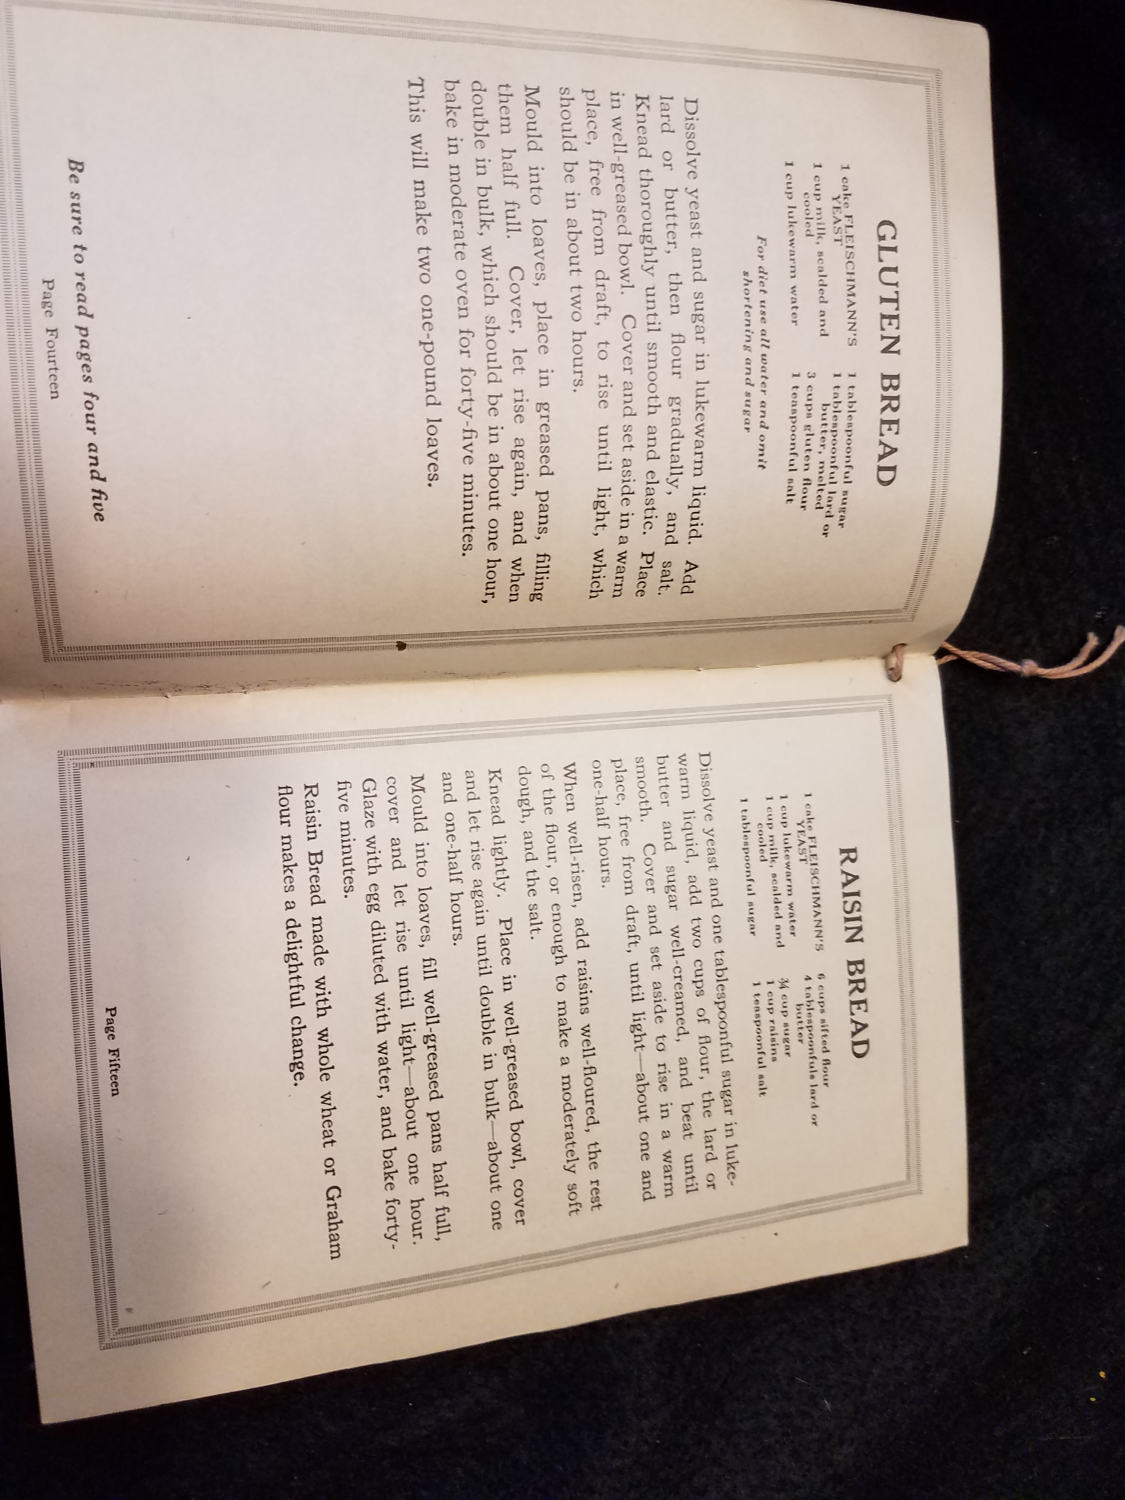 GLUTEN BREAD
1 cake FLEISCHMANN'S
YEAST
1 cup milk, scalded and
cooled
1 cup lukewarm water
1 tablespoonful sugar
1 tablespoonful lard or
butter, melted
3 cups gluten flour
1 teaspoonful salt
For diet use all water and omit
shortening and sugar
Dissolve yeast and sugar in lukewarm liquid. Add
lard or butter, then flour gradually, and salt.
Knead thoroughly until smooth and elastic. Place
in well-greased bowl. Cover and set aside in a warm
place, free from draft, to rise until light, which
should be in about two hours.
Mould into loaves, place in greased pans, filling
them half full. Cover, let rise again, and when
double in bulk, which should be in about one hour,
bake in moderate oven for forty-five minutes.
This will make two one-pound loaves.
Be sure to read pages four and five
Page Fourteen
RAISIN BREAD
1 cake FLEISCHMANN'S
YEAST
1 cup lukewarm water
1 cup milk, scalded and
cooled
1 tablespoonful sugar
6 cups sifted flour
4 tablespoonfuls lard or
butter
¾ cup sugar
1 cup raisins
1 teaspoonful salt
Dissolve yeast and one tablespoonful sugar in luke-
warm liquid, add two cups of flour, the lard or
butter and sugar well-creamed, and beat until
smooth. Cover and set aside to rise in a warm
place, free from draft, until light—about one and
one-half hours.
When well-risen, add raisins well-floured, the rest
of the flour, or enough to make a moderately soft
dough, and the salt.
Knead lightly. Place in well-greased bowl, cover
and let rise again until double in bulk—about one
and one-half hours.
Mould into loaves, fill well-greased pans half full,
cover and let rise until light—about one hour.
Glaze with egg diluted with water, and bake forty-
five minutes.
Raisin Bread made with whole wheat or Graham
flour makes a delightful change.
Page Fifteen